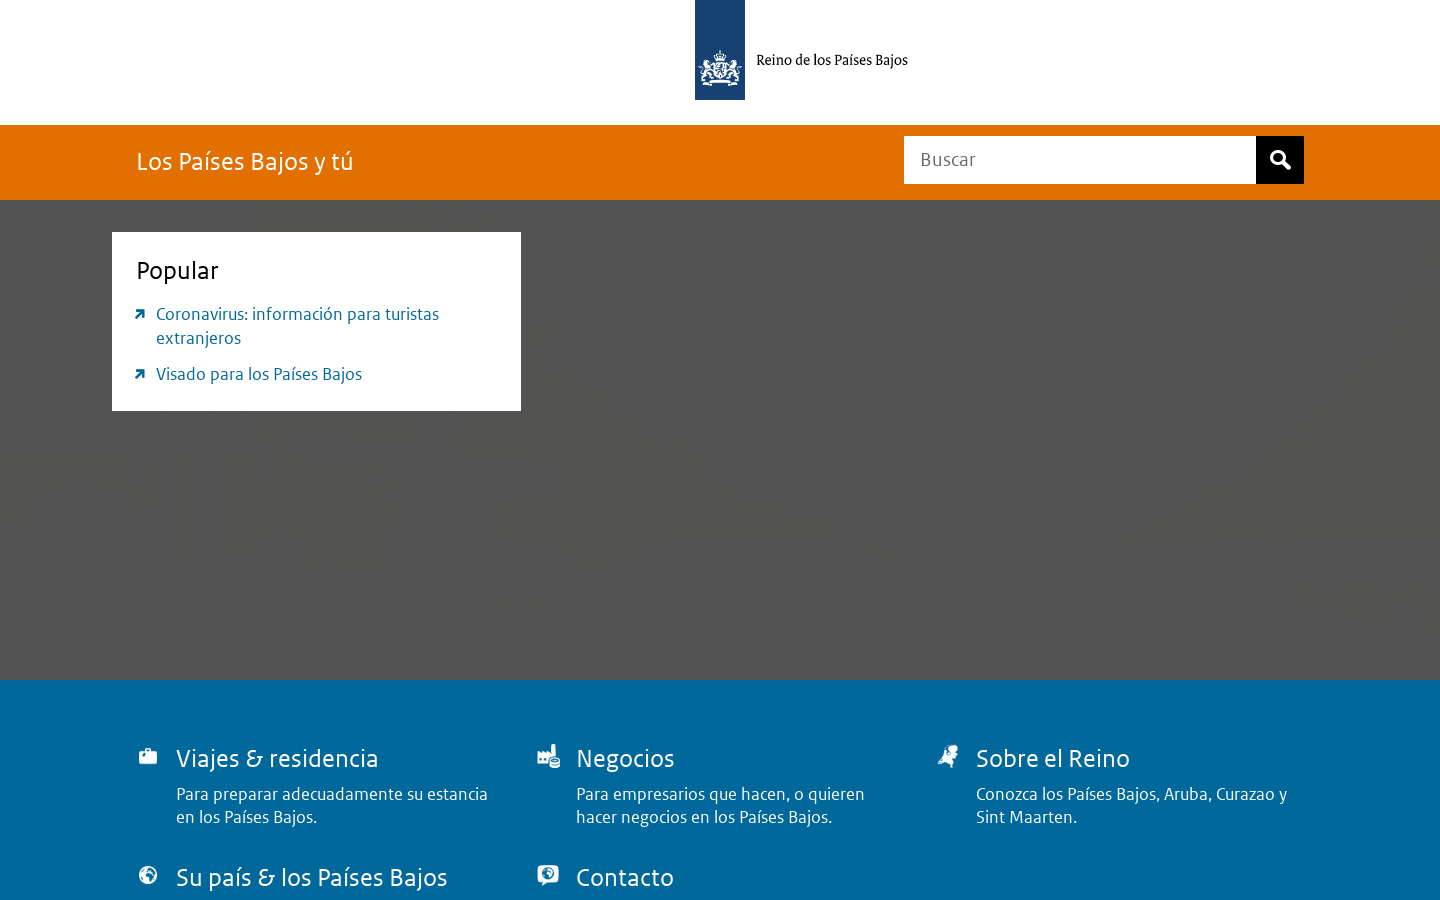 Reino de los Países Bajos
Los Países Bajos y tú
Buscar
Popular
Coronavirus: información para turistas
extranjeros
Visado para los Países Bajos
Viajes & residencia
Para preparar adecuadamente su estancia
en los Países Bajos.
Negocios
Para empresarios que hacen, o quieren
hacer negocios en los Países Bajos.
Sobre el Reino
Conozca los Países Bajos, Aruba, Curazao y
Sint Maarten.
Su país & los Países Bajos
Contacto